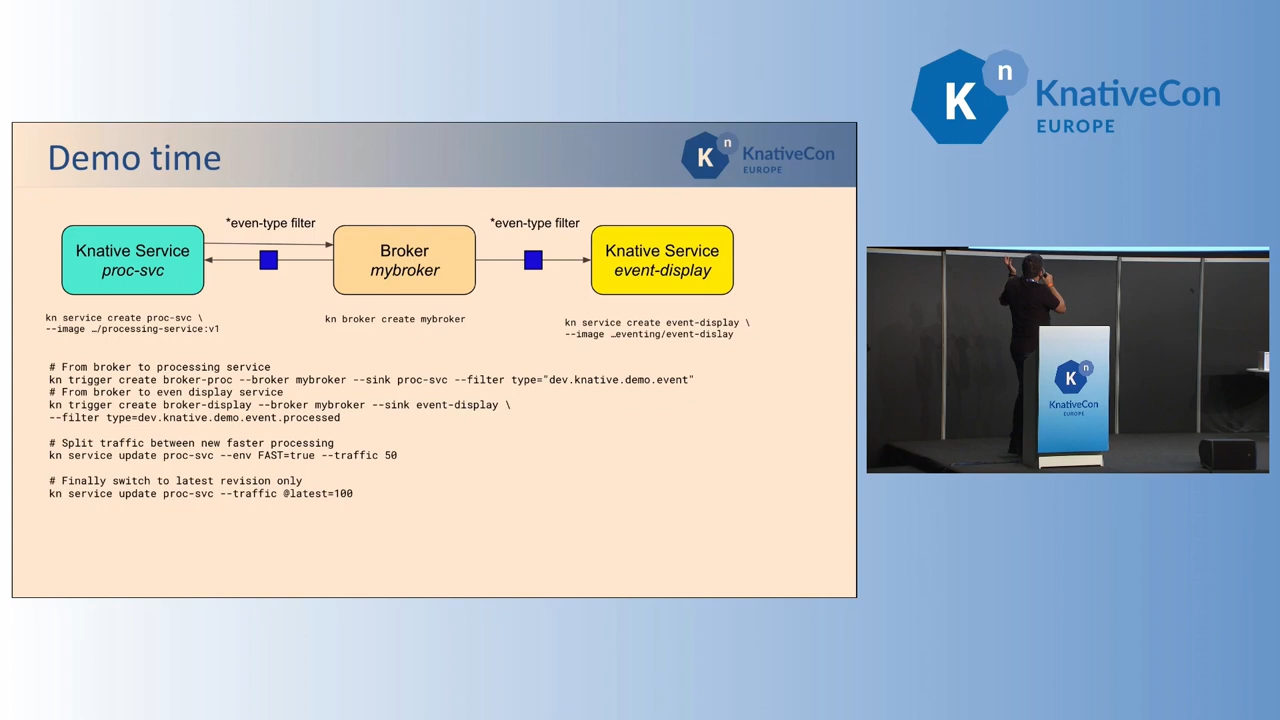 K n KnativeCon
EUROPE
Demo time
K n KnativeCon
EUROPE
*even-type filter
*even-type filter
Knative Service
proc-svc
Broker
mybroker
Knative Service
event-display
kn service create proc-svc \
--image …/processing-service:v1
kn broker create mybroker
kn service create event-display \
--image …eventing/event-dislay
# From broker to processing service
kn trigger create broker-proc --broker mybroker --sink proc-svc --filter type="dev.knative.demo.event"
# From broker to even display service
kn trigger create broker-display --broker mybroker --sink event-display \
--filter type=dev.knative.demo.event.processed
# Split traffic between new faster processing
kn service update proc-svc --env FAST=true --traffic 50
# Finally switch to latest revision only
kn service update proc-svc --traffic @latest=100
K n
KnativeCon
EUROPE